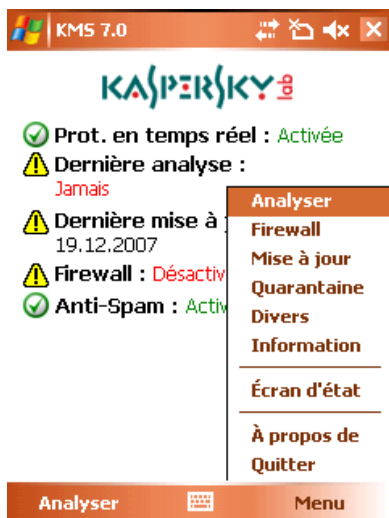 KMS 7.0
KASPERSKY lab
Prot. en temps réel : Activée
Dernière analyse :
Jamais
Dernière mise à j
19.12.2007
Firewall : Désactiv
Anti-Spam : Activ
Analyser
Firewall
Mise à jour
Quarantaine
Divers
Information
Écran d'état
À propos de
Quitter
Analyser
Menu